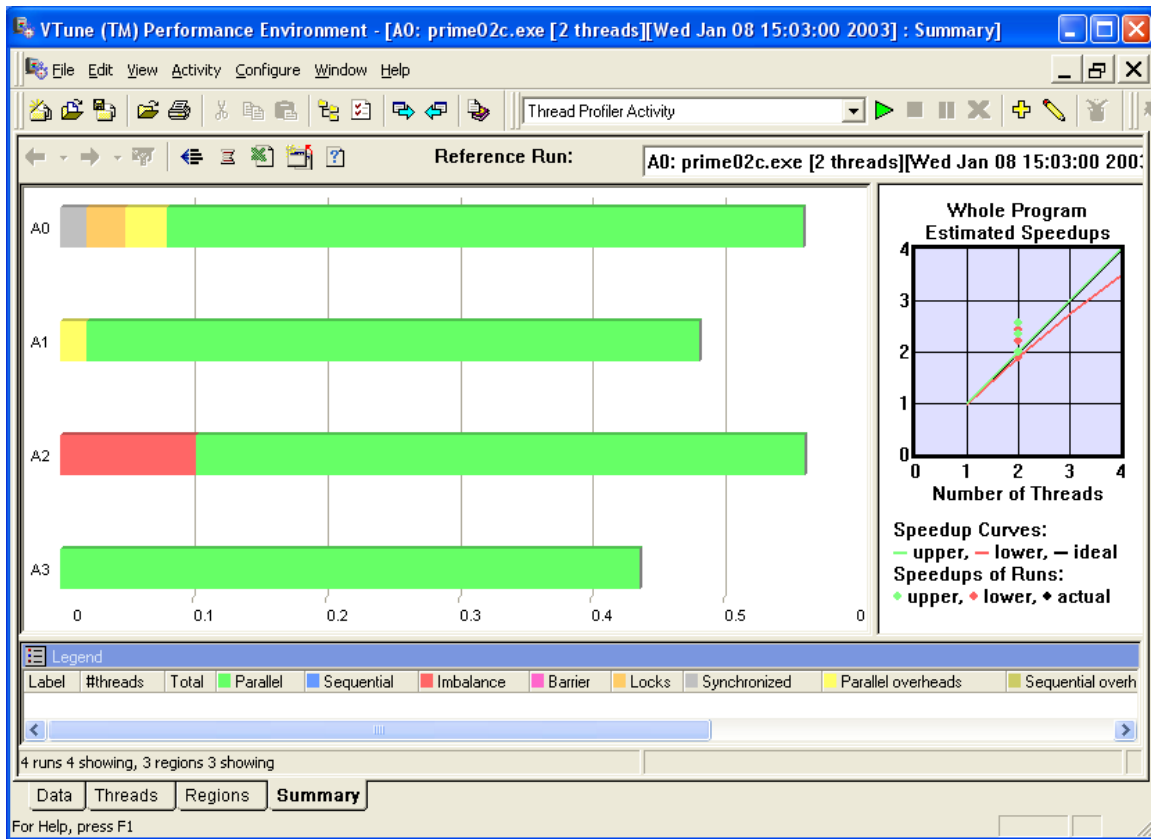 VTune (TM) Performance Environment - [A0: prime02c.exe [2 threads][Wed Jan 08 15:03:00 2003] : Summary]
File Edit View Activity Configure Window Help
Thread Profiler Activity
Reference Run: A0: prime02c.exe [2 threads][Wed Jan 08 15:03:00 2003
A0
A1
A2
A3
0 0.1 0.2 0.3 0.4 0.5 0
Whole Program
Estimated Speedups
4
3
2
1
0
0 1 2 3 4
Number of Threads
Speedup Curves:
upper, lower, ideal
Speedups of Runs:
upper, lower, actual
Legend
Label #threads Total Parallel Sequential Imbalance Barrier Locks Synchronized Parallel overheads Sequential overh
4 runs 4 showing, 3 regions 3 showing
Data Threads Regions Summary
For Help, press F1